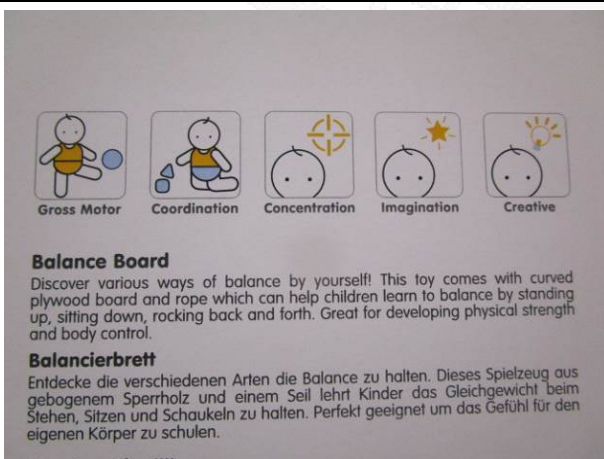 Gross Motor Coordination Concentration Imagination Creative
Balance Board
Discover various ways of balance by yourself! This toy comes with curved
plywood board and rope which can help children learn to balance by standing
up, sitting down, rocking back and forth. Great for developing physical strength
and body control.
Balancierbrett
Entdecke die verschiedenen Arten die Balance zu halten. Dieses Spielzeug aus
gebogenem Sperrholz und einem Seil lehrt Kinder das Gleichgewicht beim
Stehen, Sitzen und Schaukeln zu halten. Perfekt geeignet um das Gefühl für den
eigenen Körper zu schulen.